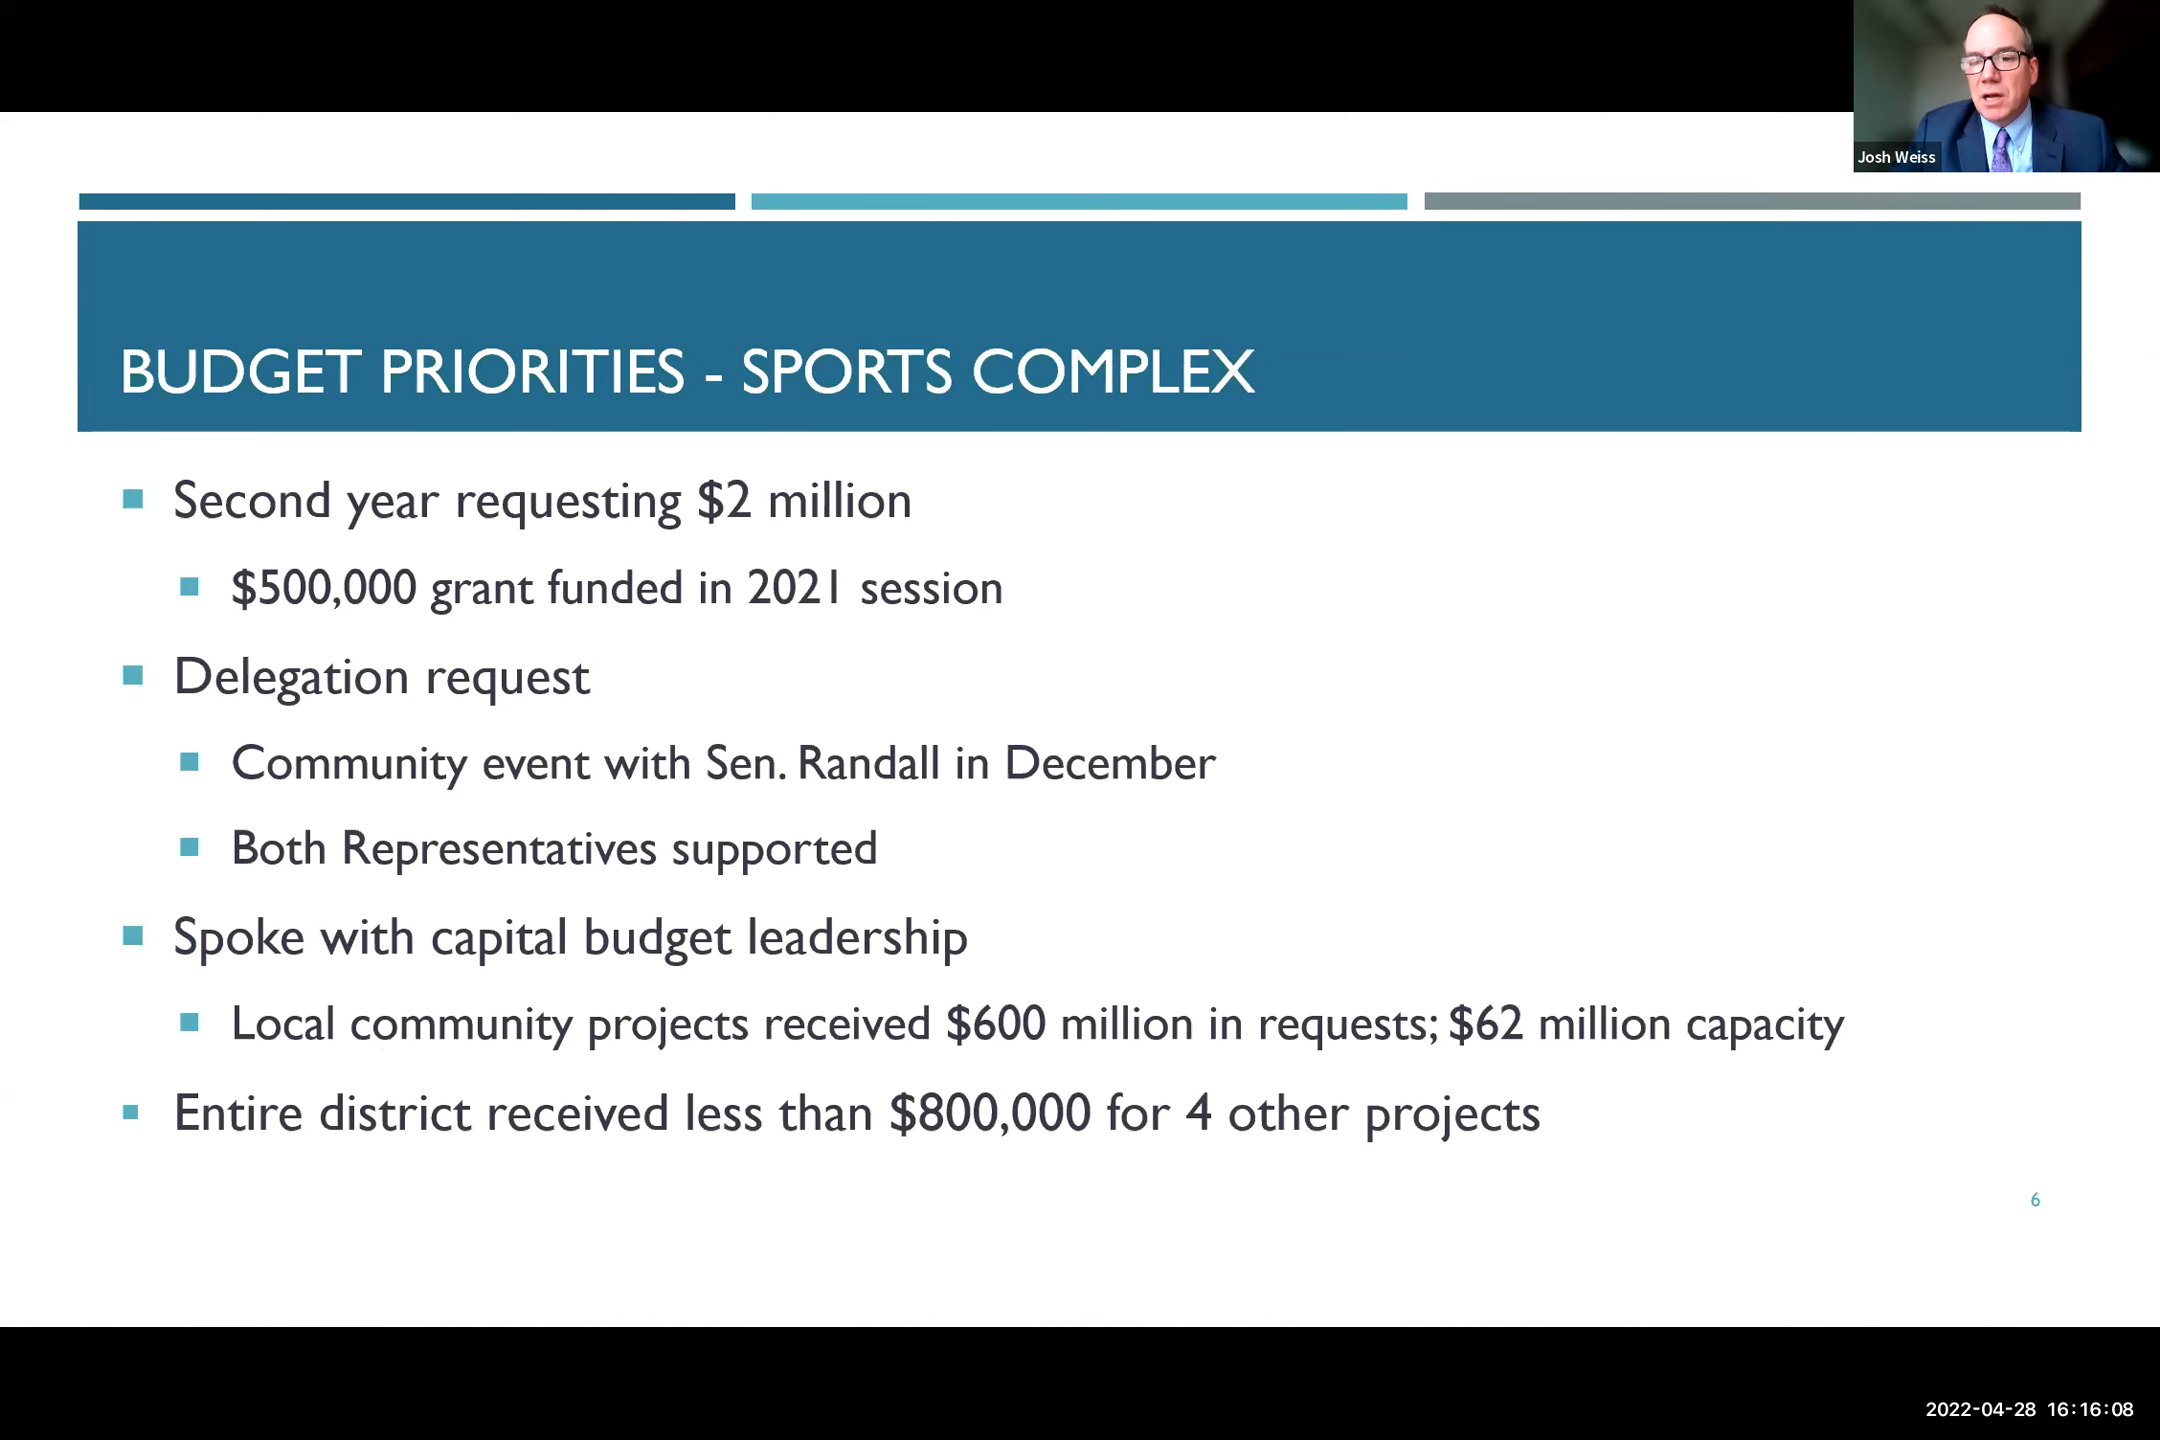 Josh Weiss
BUDGET PRIORITIES - SPORTS COMPLEX
Second year requesting $2 million
$500,000 grant funded in 2021 session
Delegation request
Community event with Sen. Randall in December
Both Representatives supported
Spoke with capital budget leadership
Local community projects received $600 million in requests; $62 million capacity
Entire district received less than $800,000 for 4 other projects
6
2022-04-28 16:16:08